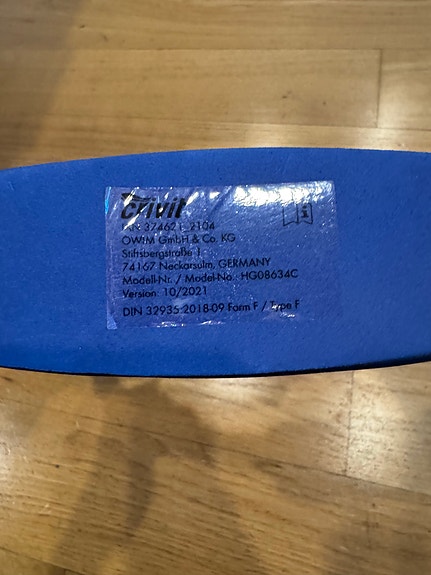 crivit
IAN 374621_2104
OWIM GmbH & Co. KG
Stiftsbergstraße 1
74167 Neckarsulm, GERMANY
Modell-Nr. / Model-No.: HG08634C
Version: 10/2021
DIN 32935:2018-09 Form F / Type F